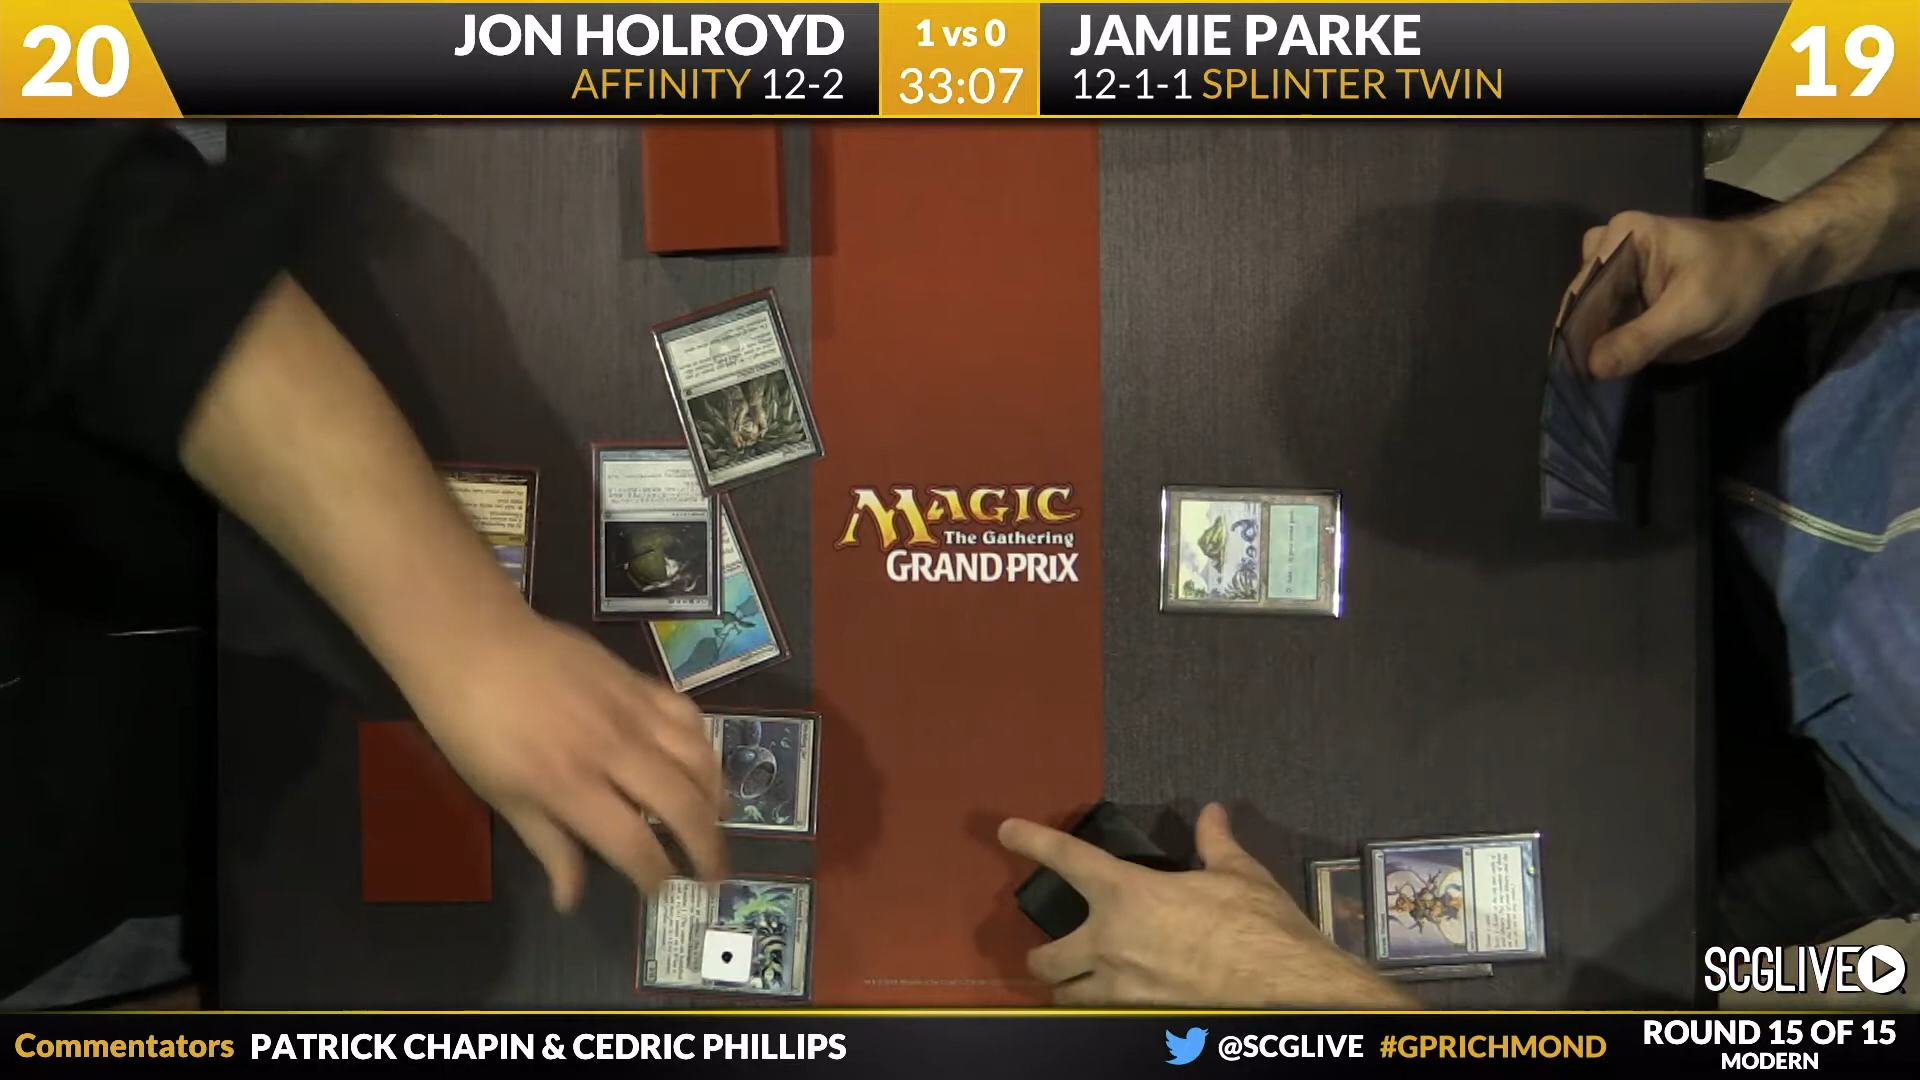 20
JON HOLROYD
AFFINITY 12-2
1 vs 0
33:07
JAMIE PARKE
12-1-1 SPLINTER TWIN
19
MAGIC
The Gathering
GRAND PRIX
SCGLIVE
Commentators PATRICK CHAPIN & CEDRIC PHILLIPS
@SCGLIVE #GPRICHMOND
ROUND 15 OF 15
MODERN